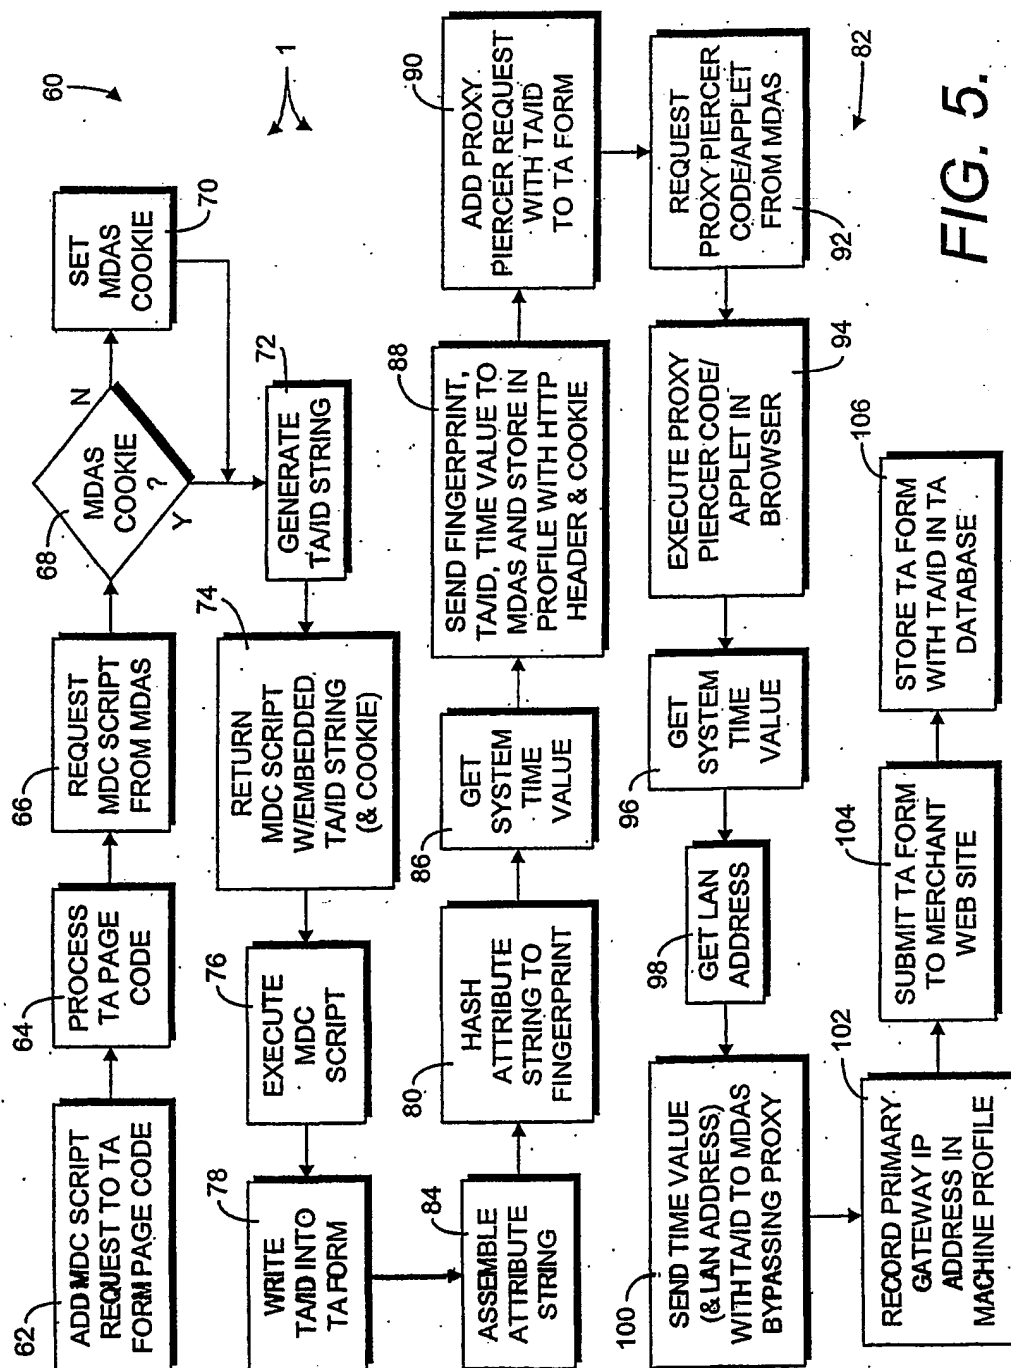 60
1
62
ADD MDC SCRIPT
REQUEST TO TA
FORM PAGE CODE
64
PROCESS
TA PAGE
CODE
66
REQUEST
MDC SCRIPT
FROM MDAS
68
MDAS
COOKIE
?
N
Y
70
SET
MDAS
COOKIE
72
GENERATE
TA/ID STRING
74
RETURN
MDC SCRIPT
W/EMBEDDED
TA/ID STRING
(& COOKIE)
76
EXECUTE
MDC
SCRIPT
78
WRITE
TA/ID INTO
TA FORM
84
ASSEMBLE
ATTRIBUTE
STRING
80
HASH
ATTRIBUTE
STRING TO
FINGERPRINT
86
GET
SYSTEM
TIME
VALUE
88
SEND FINGERPRINT,
TA/ID, TIME VALUE TO
MDAS AND STORE IN
PROFILE WITH HTTP
HEADER & COOKIE
90
ADD PROXY
PIERCER REQUEST
WITH TA/ID
TO TA FORM
92
REQUEST
PROXY PIERCER
CODE/APPLET
FROM MDAS
94
EXECUTE PROXY
PIERCER CODE/
APPLET IN
BROWSER
96
GET
SYSTEM
TIME
VALUE
98
GET LAN
ADDRESS
100
SEND TIME VALUE
(& LAN ADDRESS)
WITH TA/ID TO MDAS
BYPASSING PROXY
102
RECORD PRIMARY
GATEWAY IP
ADDRESS IN
MACHINE PROFILE
104
SUBMIT TA FORM
TO MERCHANT
WEB SITE
106
STORE TA FORM
WITH TA/ID IN TA
DATABASE
82
FIG. 5.